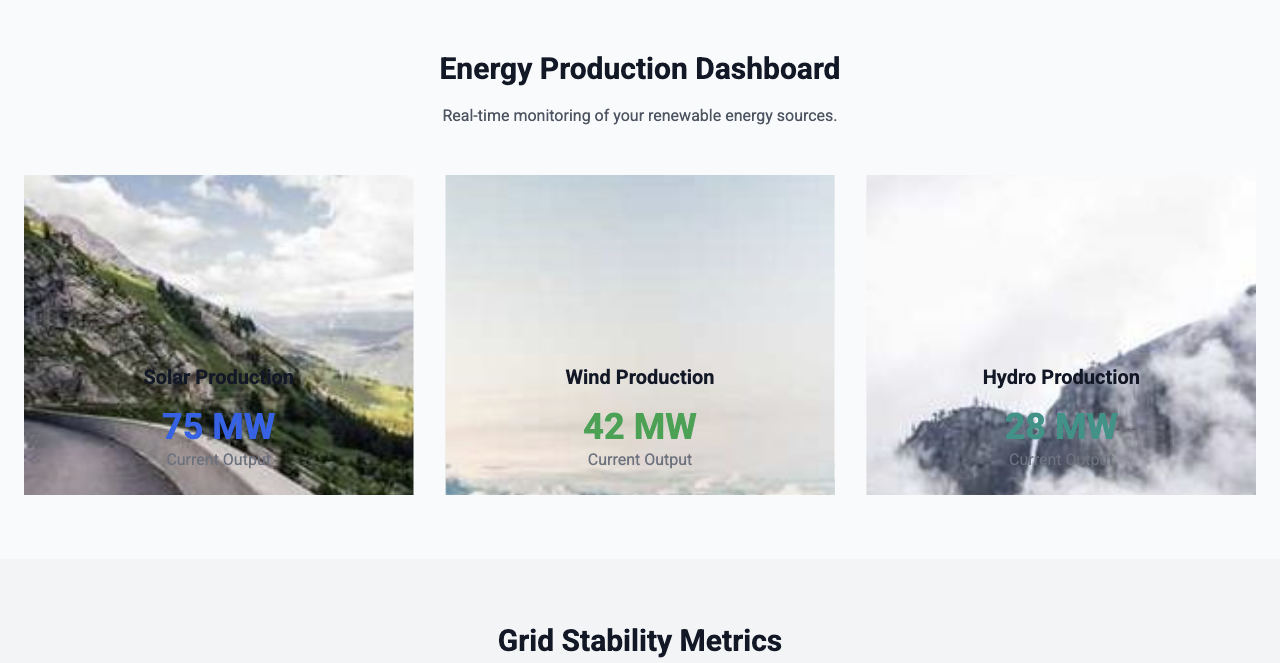 Energy Production Dashboard
Real-time monitoring of your renewable energy sources.
Solar Production
75 MW
Current Output
Wind Production
42 MW
Current Output
Hydro Production
28 MW
Current Output
Grid Stability Metrics